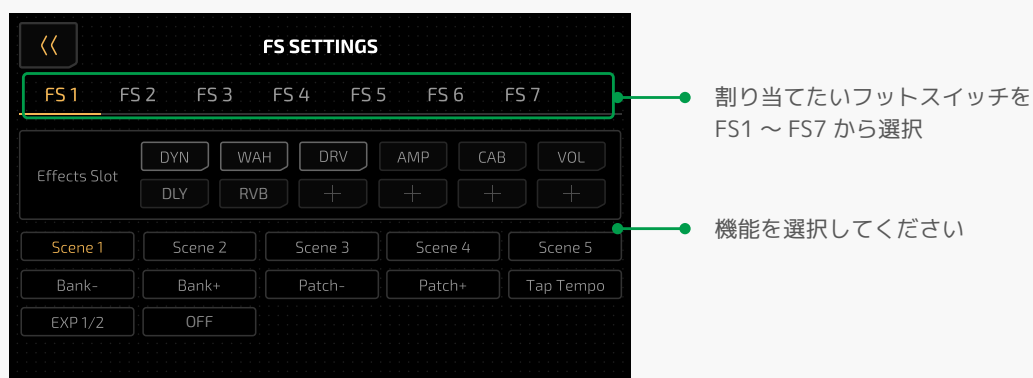 FS SETTINGS
FS 1 FS 2 FS 3 FS 4 FS 5 FS 6 FS 7
割り当てたいフットスイッチを
FS1 ～ FS7 から選択
Effects Slot
DYN WAH DRV AMP CAB VOL
DLY RVB + + + +
機能を選択してください
Scene 1 Scene 2 Scene 3 Scene 4 Scene 5
Bank- Bank+ Patch- Patch+ Tap Tempo
EXP 1/2 OFF